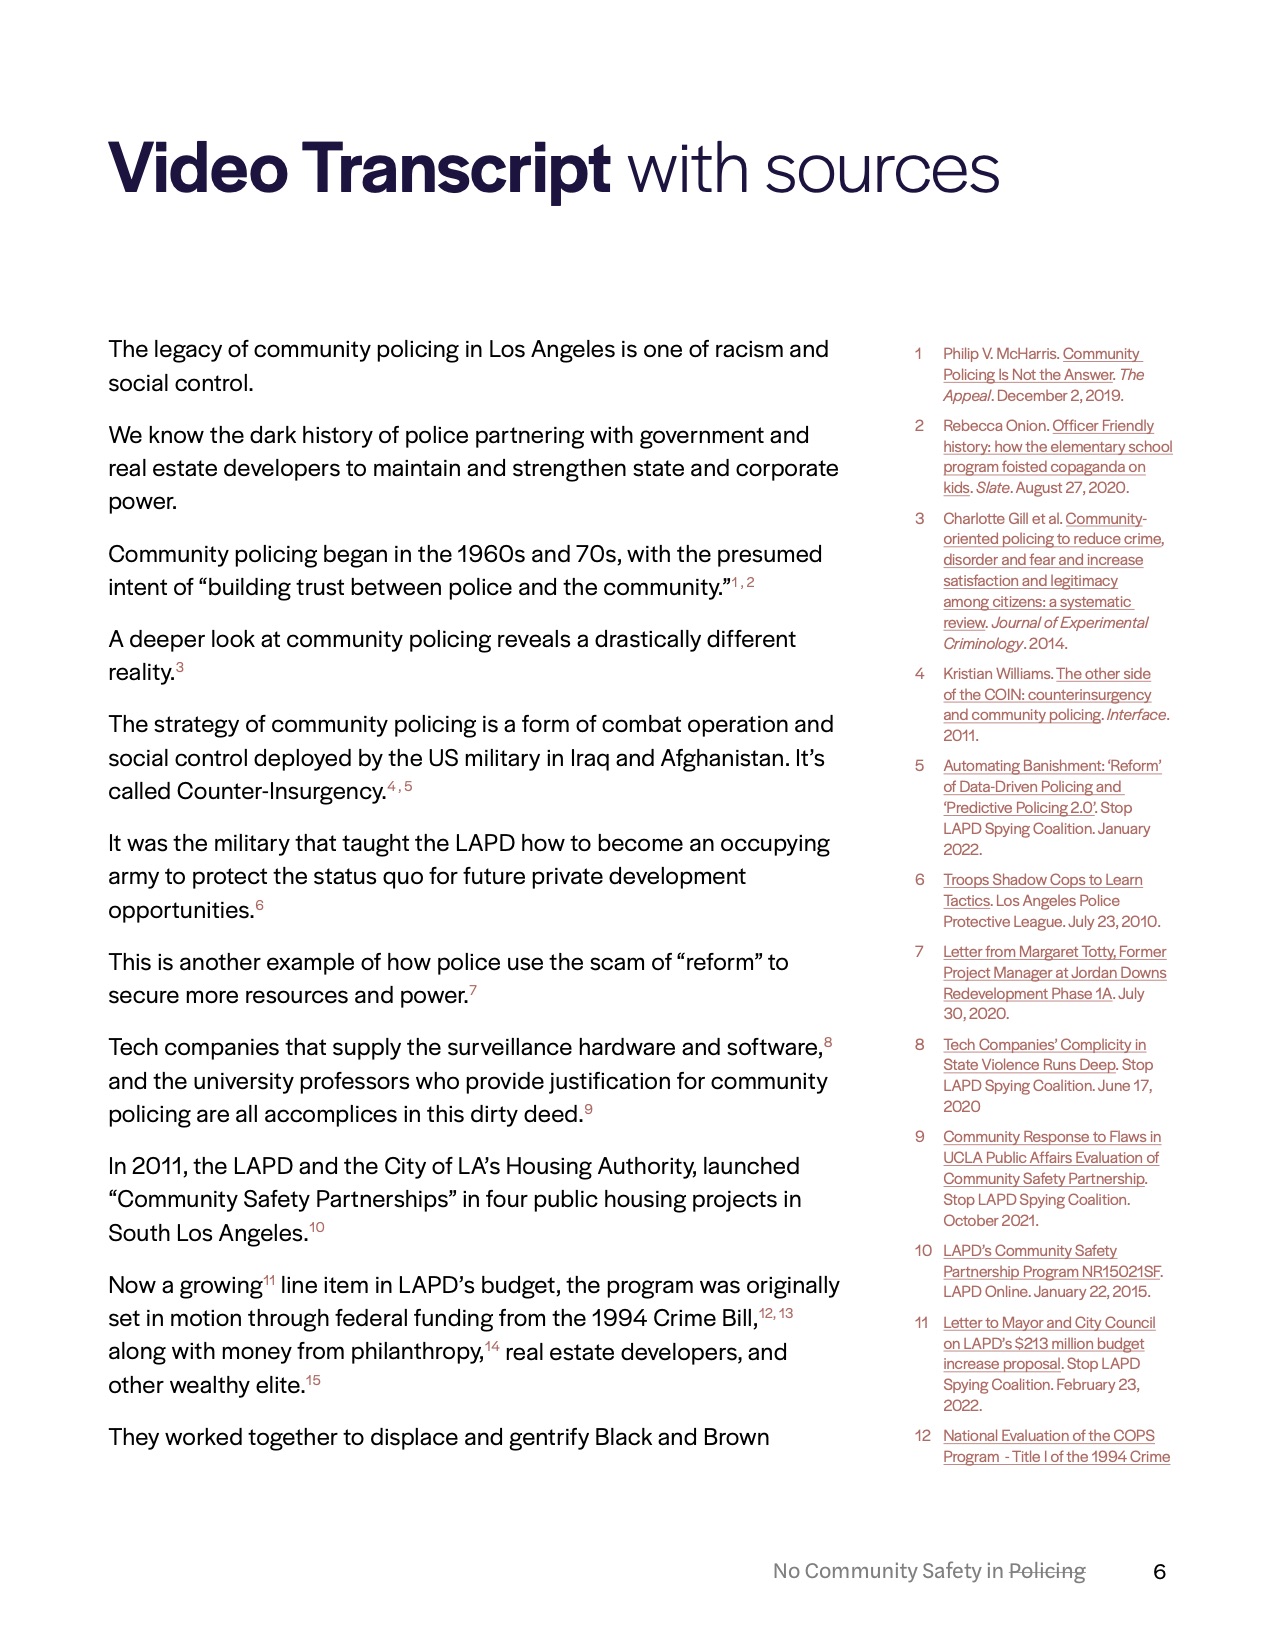 Video Transcript with sources
The legacy of community policing in Los Angeles is one of racism and
social control.
We know the dark history of police partnering with government and
real estate developers to maintain and strengthen state and corporate
power.
Community policing began in the 1960s and 70s, with the presumed
intent of “building trust between police and the community.”1, 2
A deeper look at community policing reveals a drastically different
reality.3
The strategy of community policing is a form of combat operation and
social control deployed by the US military in Iraq and Afghanistan. It’s
called Counter-Insurgency.4, 5
It was the military that taught the LAPD how to become an occupying
army to protect the status quo for future private development
opportunities.6
This is another example of how police use the scam of “reform” to
secure more resources and power.7
Tech companies that supply the surveillance hardware and software,8
and the university professors who provide justification for community
policing are all accomplices in this dirty deed.9
In 2011, the LAPD and the City of LA’s Housing Authority, launched
“Community Safety Partnerships” in four public housing projects in
South Los Angeles.10
Now a growing11 line item in LAPD’s budget, the program was originally
set in motion through federal funding from the 1994 Crime Bill,12, 13
along with money from philanthropy,14 real estate developers, and
other wealthy elite.15
They worked together to displace and gentrify Black and Brown
1 Philip V. McHarris. Community
Policing Is Not the Answer. The
Appeal. December 2, 2019.
2 Rebecca Onion. Officer Friendly
history: how the elementary school
program foisted copaganda on
kids. Slate. August 27, 2020.
3 Charlotte Gill et al. Community-
oriented policing to reduce crime,
disorder and fear and increase
satisfaction and legitimacy
among citizens: a systematic
review. Journal of Experimental
Criminology. 2014.
4 Kristian Williams. The other side
of the COIN: counterinsurgency
and community policing. Interface.
2011.
5 Automating Banishment: ‘Reform’
of Data-Driven Policing and
‘Predictive Policing 2.0’. Stop
LAPD Spying Coalition. January
2022.
6 Troops Shadow Cops to Learn
Tactics. Los Angeles Police
Protective League. July 23, 2010.
7 Letter from Margaret Totty, Former
Project Manager at Jordan Downs
Redevelopment Phase 1A. July
30, 2020.
8 Tech Companies’ Complicity in
State Violence Runs Deep. Stop
LAPD Spying Coalition. June 17,
2020
9 Community Response to Flaws in
UCLA Public Affairs Evaluation of
Community Safety Partnership.
Stop LAPD Spying Coalition.
October 2021.
10 LAPD’s Community Safety
Partnership Program NR15021SF.
LAPD Online. January 22, 2015.
11 Letter to Mayor and City Council
on LAPD’s $213 million budget
increase proposal. Stop LAPD
Spying Coalition. February 23,
2022.
12 National Evaluation of the COPS
Program - Title I of the 1994 Crime
No Community Safety in Policing 6